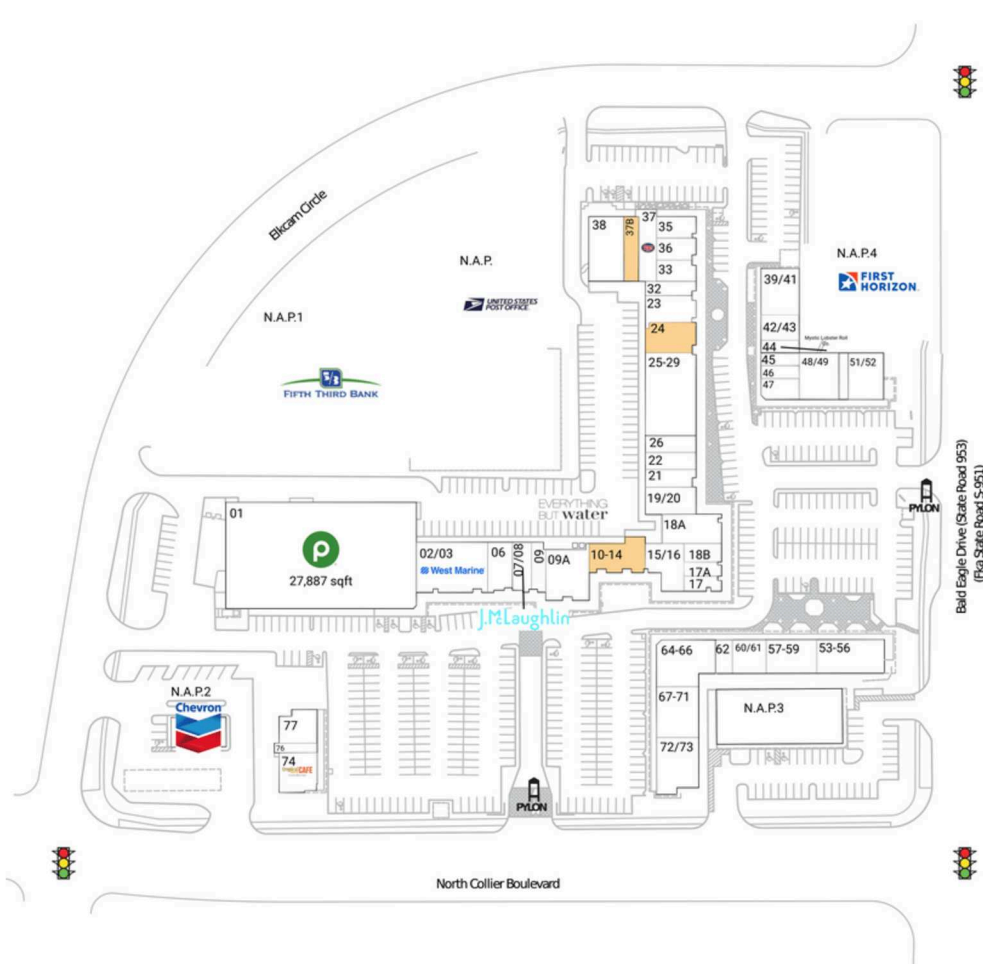 Elkcam Circle
N.A.P.
UNITED STATES
POST OFFICE
N.A.P.1
FIFTH THIRD BANK
38
37B
37
35
36
33
32
23
24
25-29
26
22
21
19/20
18A
N.A.P.4
FIRST
HORIZON
39/41
42/43
Mystic Lobster Roll
44
45
46
47
48/49
51/52
Bald Eagle Drive (State Road 953)
(Fka State Road S-951)
PYLON
EVERYTHING
BUT water
01
27,887 sqft
02/03
West Marine
06
07/08
09
09A
10-14
15/16
18B
17A
17
J.McLaughlin
64-66
62
60/61
57-59
53-56
67-71
72/73
N.A.P.3
N.A.P.2
Chevron
77
76
74
CAFE
PYLON
North Collier Boulevard